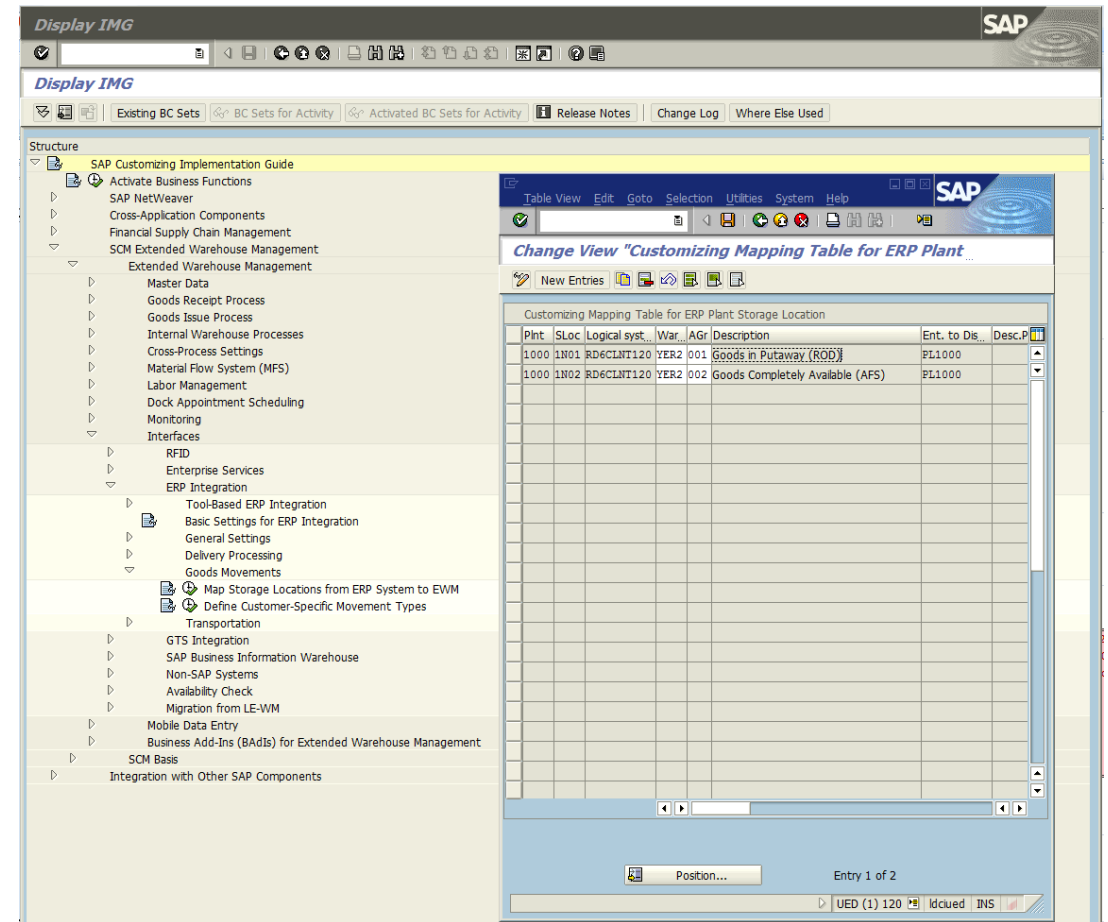 Display IMG
SAP
Display IMG
Existing BC Sets BC Sets for Activity Activated BC Sets for Activity Release Notes Change Log Where Else Used
Structure
SAP Customizing Implementation Guide
Activate Business Functions
SAP NetWeaver
Cross-Application Components
Financial Supply Chain Management
SCM Extended Warehouse Management
Extended Warehouse Management
Master Data
Goods Receipt Process
Goods Issue Process
Internal Warehouse Processes
Cross-Process Settings
Material Flow System (MFS)
Labor Management
Dock Appointment Scheduling
Monitoring
Interfaces
RFID
Enterprise Services
ERP Integration
Tool-Based ERP Integration
Basic Settings for ERP Integration
General Settings
Delivery Processing
Goods Movements
Map Storage Locations from ERP System to EWM
Define Customer-Specific Movement Types
Transportation
GTS Integration
SAP Business Information Warehouse
Non-SAP Systems
Availability Check
Migration from LE-WM
Mobile Data Entry
Business Add-Ins (BAdIs) for Extended Warehouse Management
SCM Basis
Integration with Other SAP Components
Table View Edit Goto Selection Utilities System Help
SAP
Change View "Customizing Mapping Table for ERP Plant
New Entries
Customizing Mapping Table for ERP Plant Storage Location
Plnt SLoc Logical syst... War... AGr Description Ent. to Dis... Desc.P
1000 1N01 RD6CLNT120 YER2 001 Goods in Putaway (ROD) PL1000
1000 1N02 RD6CLNT120 YER2 002 Goods Completely Available (AFS) PL1000
Position... Entry 1 of 2
UED (1) 120 ldciued INS